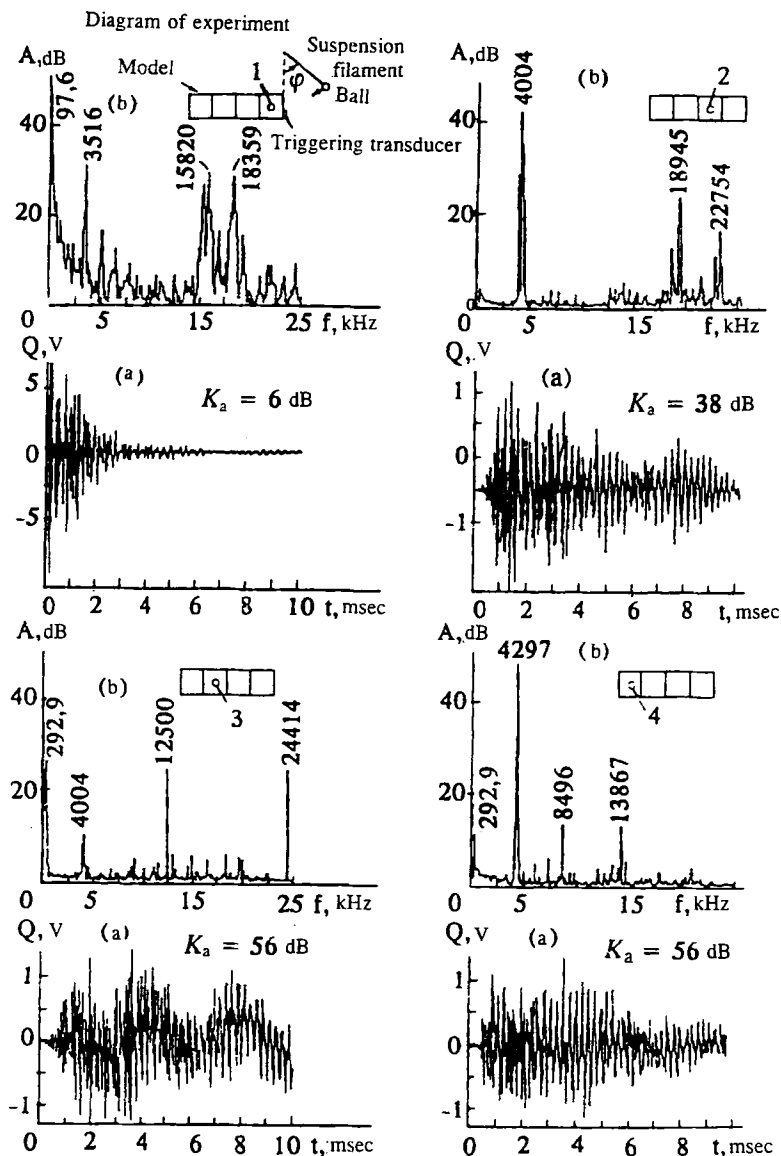 Diagram of experiment
A, dB
97,6
(b)
3516
Model
1
φ
Suspension
filament
Ball
Triggering transducer
15820
18359
40
20
0
5
15
25
f, kHz
A, dB
4004
(b)
2
c
18945
22754
40
20
0
5
15
f, kHz
Q, V
(a)
K_a = 6 dB
5
0
-5
0
2
4
6
8
10
t, msec
Q, V
(a)
K_a = 38 dB
1
0
-1
0
2
4
6
8
t, msec
A, dB
(b)
3
292,9
4004
12500
24414
40
20
0
5
15
25
f, kHz
A, dB
4297
(b)
4
292,9
8496
13867
40
20
0
5
15
f, kHz
Q, V
(a)
K_a = 56 dB
1
0
-1
0
2
4
6
8
10
t, msec
Q, V
(a)
K_a = 56 dB
1
0
-1
0
2
4
6
8
t, msec